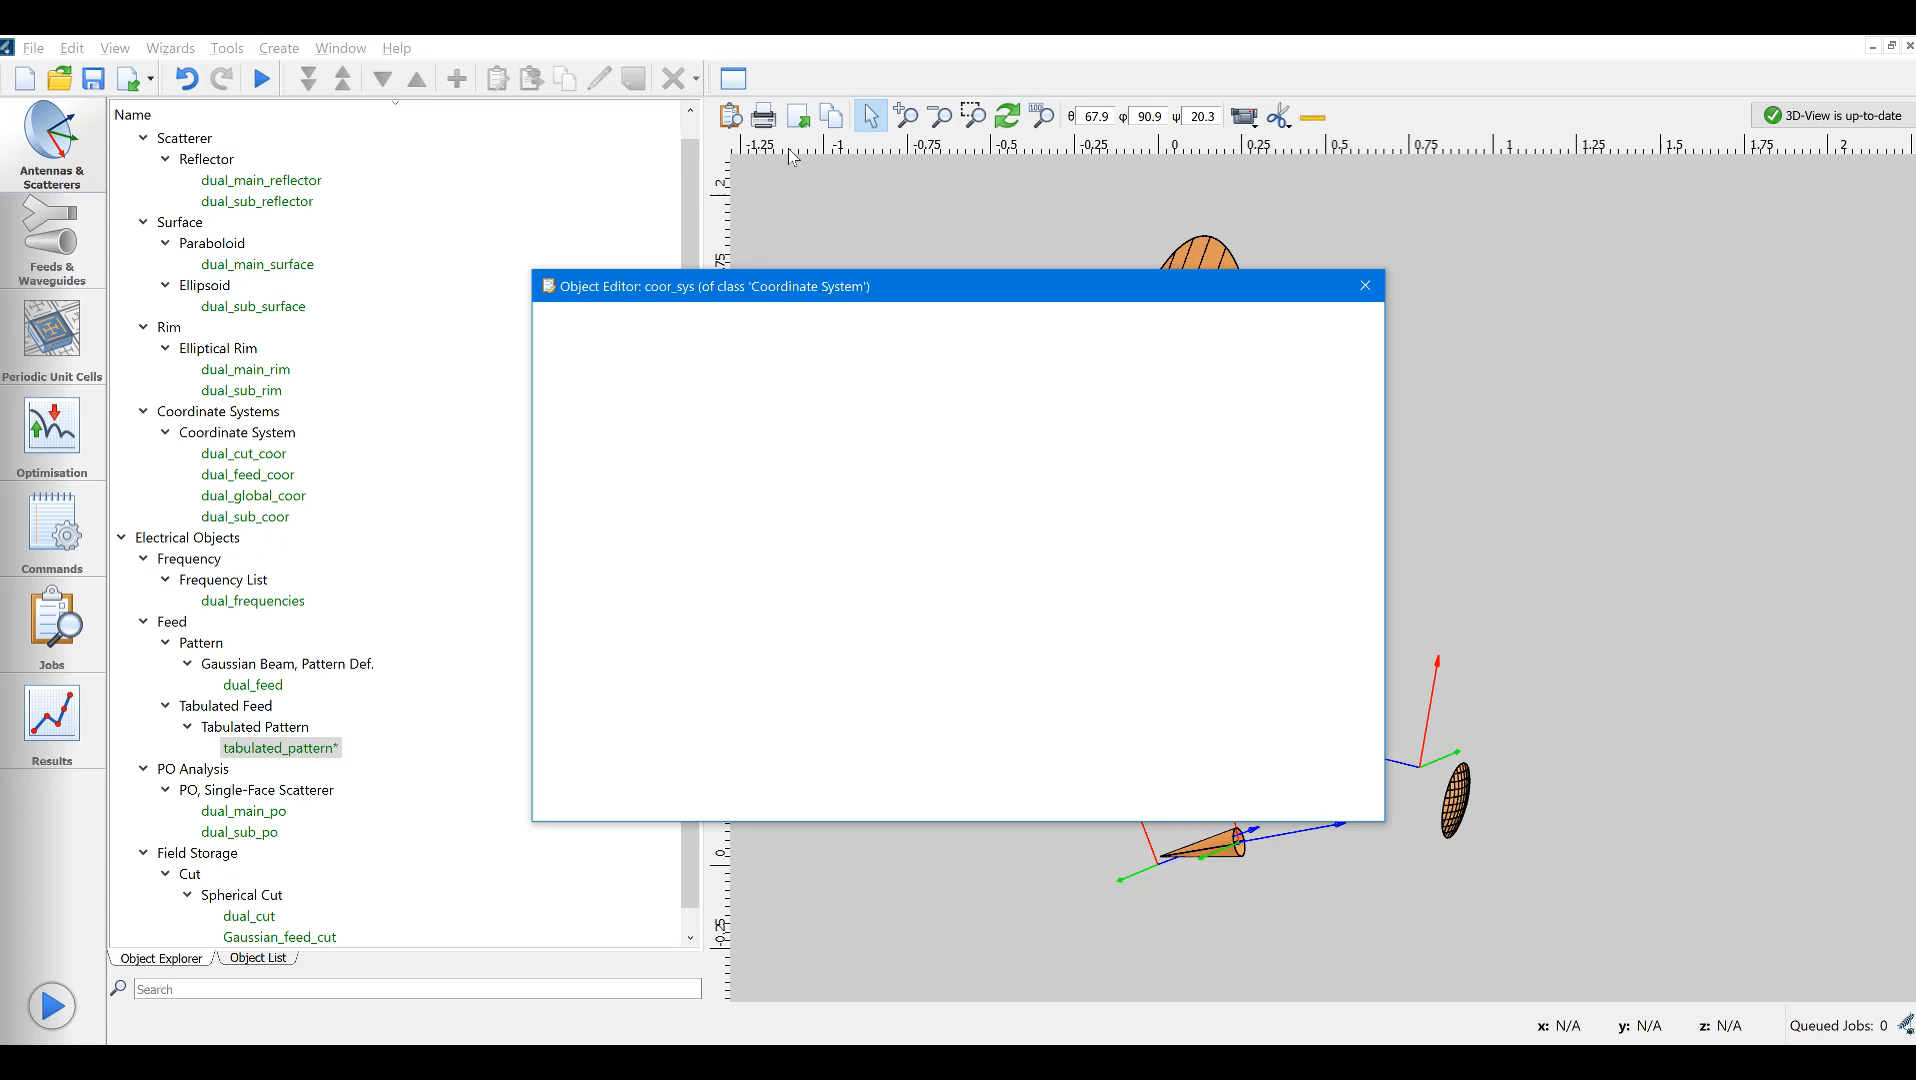 File Edit View Wizards Tools Create Window Help
θ 67.9 φ 90.9 ψ 20.3
3D-View is up-to-date
-1.25 -1 -0.75 -0.5 -0.25 0 0.25 0.5 0.75 1 1.25 1.5 1.75 2
Antennas & Scatterers
Feeds & Waveguides
Periodic Unit Cells
Optimisation
Commands
Jobs
Results
Name
Scatterer
Reflector
dual_main_reflector
dual_sub_reflector
Surface
Paraboloid
dual_main_surface
Ellipsoid
dual_sub_surface
Rim
Elliptical Rim
dual_main_rim
dual_sub_rim
Coordinate Systems
Coordinate System
dual_cut_coor
dual_feed_coor
dual_global_coor
dual_sub_coor
Electrical Objects
Frequency
Frequency List
dual_frequencies
Feed
Pattern
Gaussian Beam, Pattern Def.
dual_feed
Tabulated Feed
Tabulated Pattern
tabulated_pattern*
PO Analysis
PO, Single-Face Scatterer
dual_main_po
dual_sub_po
Field Storage
Cut
Spherical Cut
dual_cut
Gaussian_feed_cut
Object Explorer Object List
Search
2
75
0
-0.25
Object Editor: coor_sys (of class 'Coordinate System')
x: N/A y: N/A z: N/A Queued Jobs: 0